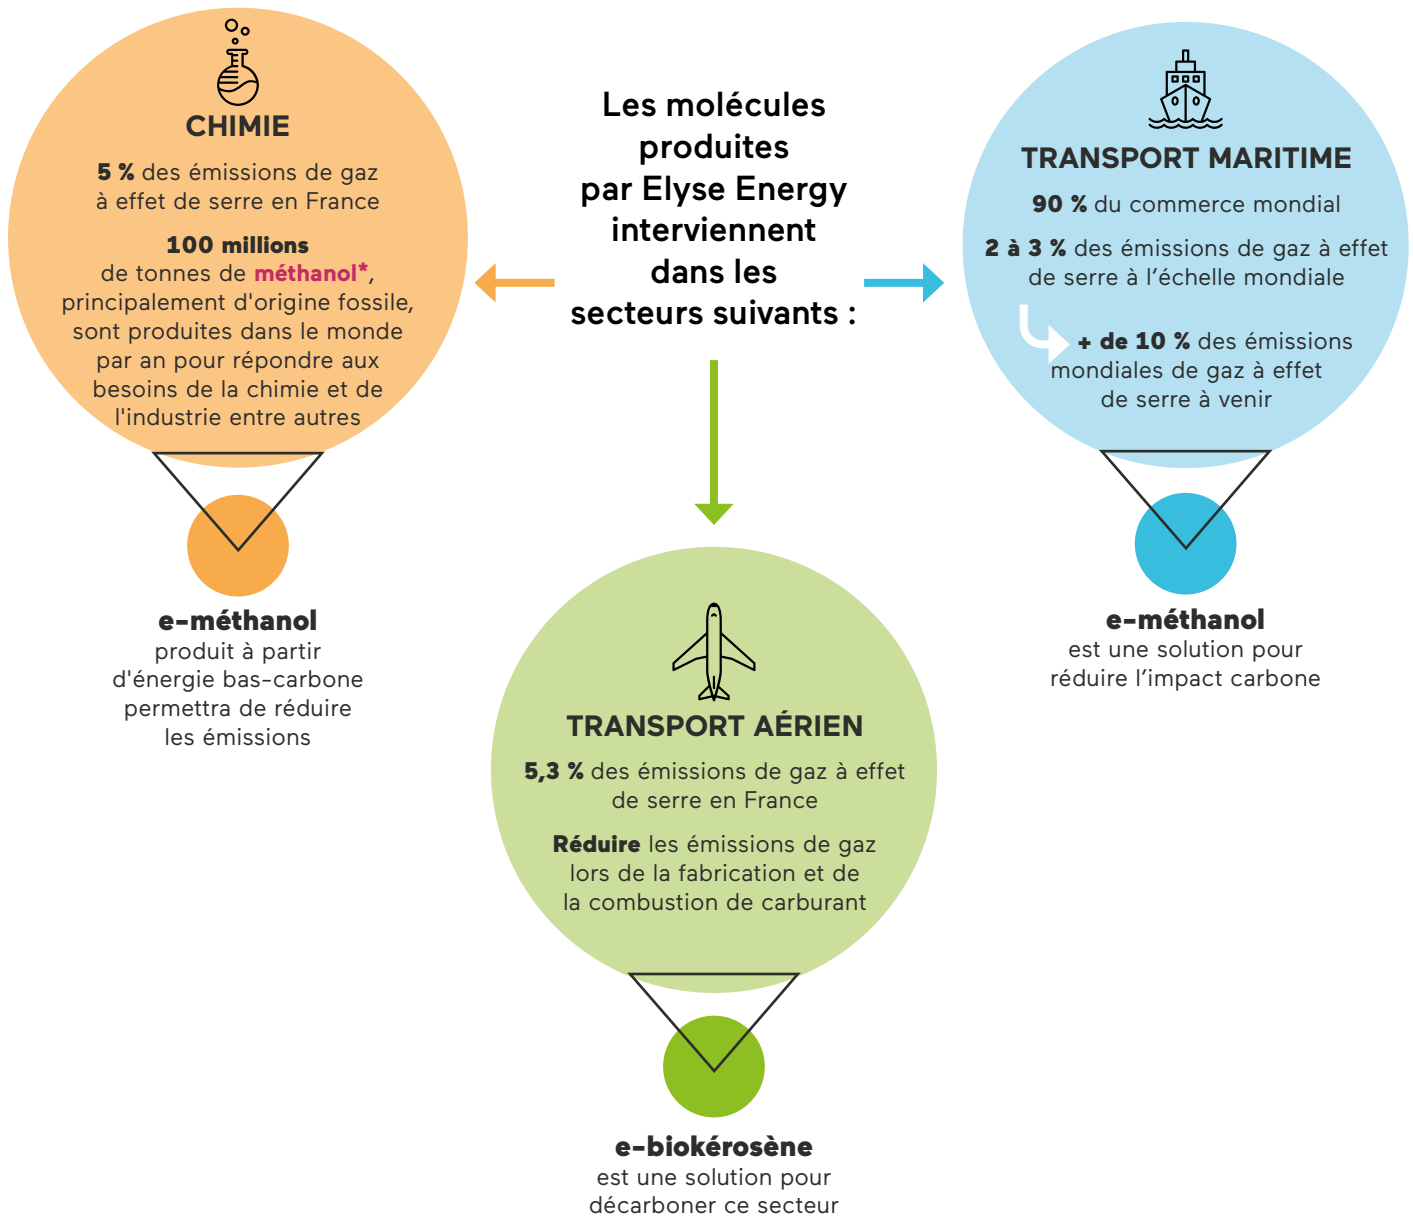 Les molécules
produites
par Elyse Energy
interviennent
dans les
secteurs suivants :
CHIMIE
5 % des émissions de gaz
à effet de serre en France
100 millions
de tonnes de méthanol*,
principalement d'origine fossile,
sont produites dans le monde
par an pour répondre aux
besoins de la chimie et de
l'industrie entre autres
e-méthanol
produit à partir
d'énergie bas-carbone
permettra de réduire
les émissions
TRANSPORT AÉRIEN
5,3 % des émissions de gaz à effet
de serre en France
Réduire les émissions de gaz
lors de la fabrication et de
la combustion de carburant
e-biokérosène
est une solution pour
décarboner ce secteur
TRANSPORT MARITIME
90 % du commerce mondial
2 à 3 % des émissions de gaz à effet
de serre à l’échelle mondiale
+ de 10 % des émissions
mondiales de gaz à effet
de serre à venir
e-méthanol
est une solution pour
réduire l’impact carbone